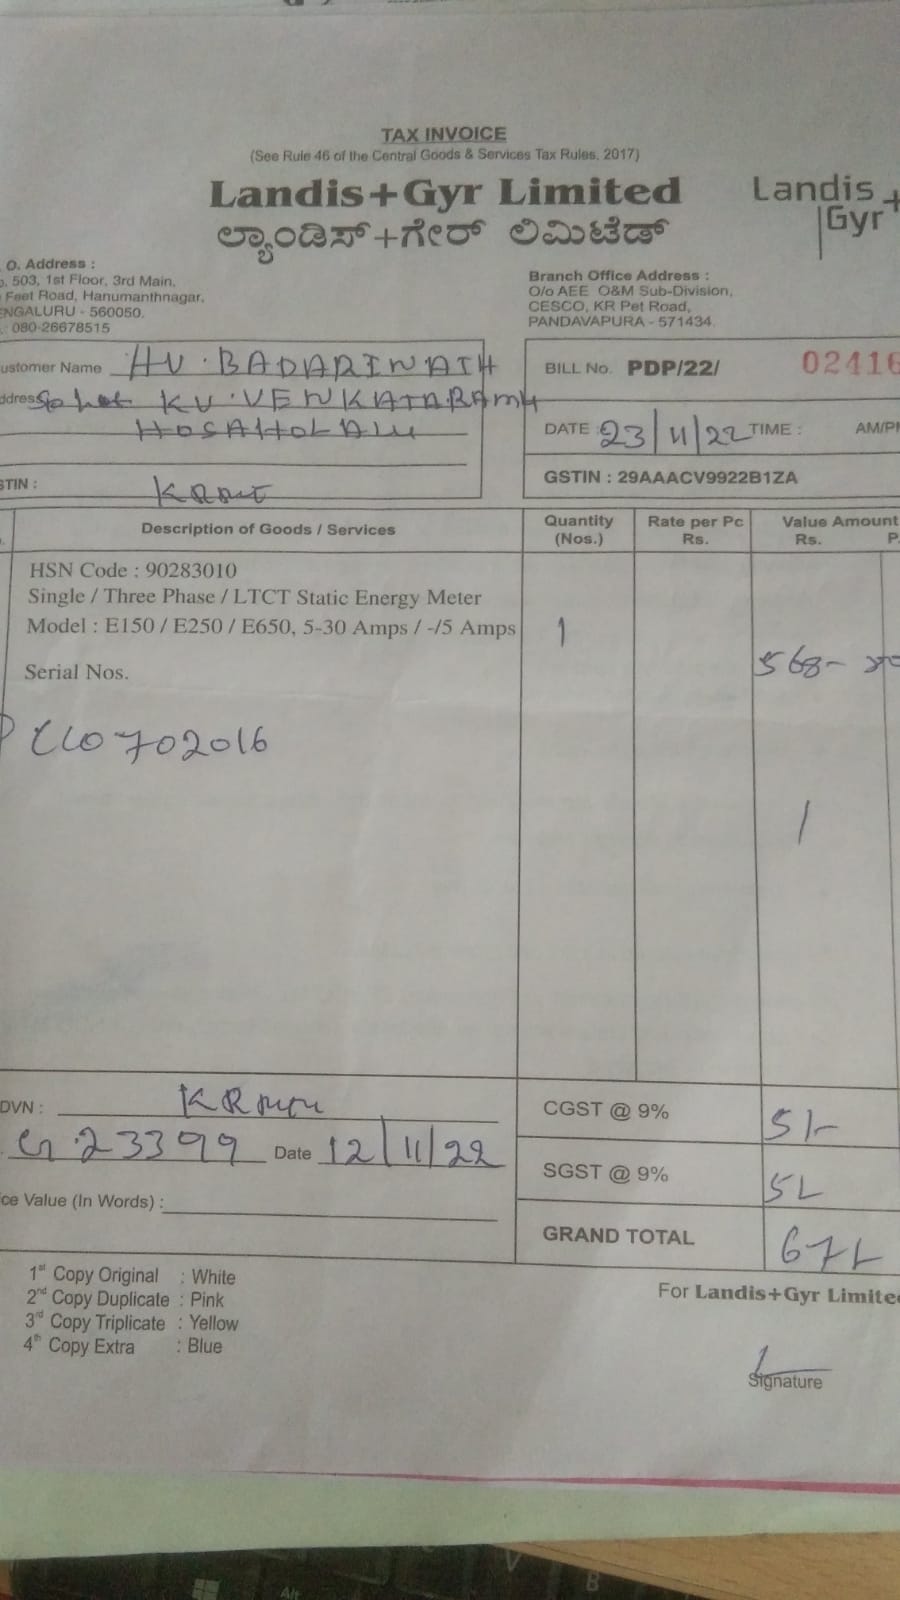 TAX INVOICE
(See Rule 46 of the Central Goods & Services Tax Rules, 2017)
Landis+Gyr Limited
ಲ್ಯಾಂಡಿಸ್+ಗೇರ್ ಲಿಮಿಟೆಡ್
Landis+
Gyr
O. Address :
503, 1st Floor, 3rd Main,
Feet Road, Hanumanthnagar,
ENGALURU - 560050.
: 080-26678515
Branch Office Address :
O/o AEE O&M Sub-Division,
CESCO, KR Pet Road,
PANDAVAPURA - 571434.
ustomer Name HV. BADARINATH
ddress KV. VENKATARAMA
HOSAHOLALU
STIN :
BILL No. PDP/22/ 02416
DATE : 23/11/22 TIME : AM/PM
GSTIN : 29AAACV9922B1ZA
Description of Goods / Services
Quantity (Nos.)
Rate per Pc Rs.
Value Amount Rs. P.
HSN Code : 90283010
Single / Three Phase / LTCT Static Energy Meter
Model : E150 / E250 / E650, 5-30 Amps / -/5 Amps 1
568-
Serial Nos.
702016
DVN :
23399 Date 12/11/22
ce Value (In Words) :
CGST @ 9% 51-
SGST @ 9% 51
GRAND TOTAL 671
1st Copy Original : White
2nd Copy Duplicate : Pink
3rd Copy Triplicate : Yellow
4th Copy Extra : Blue
For Landis+Gyr Limite
Signature